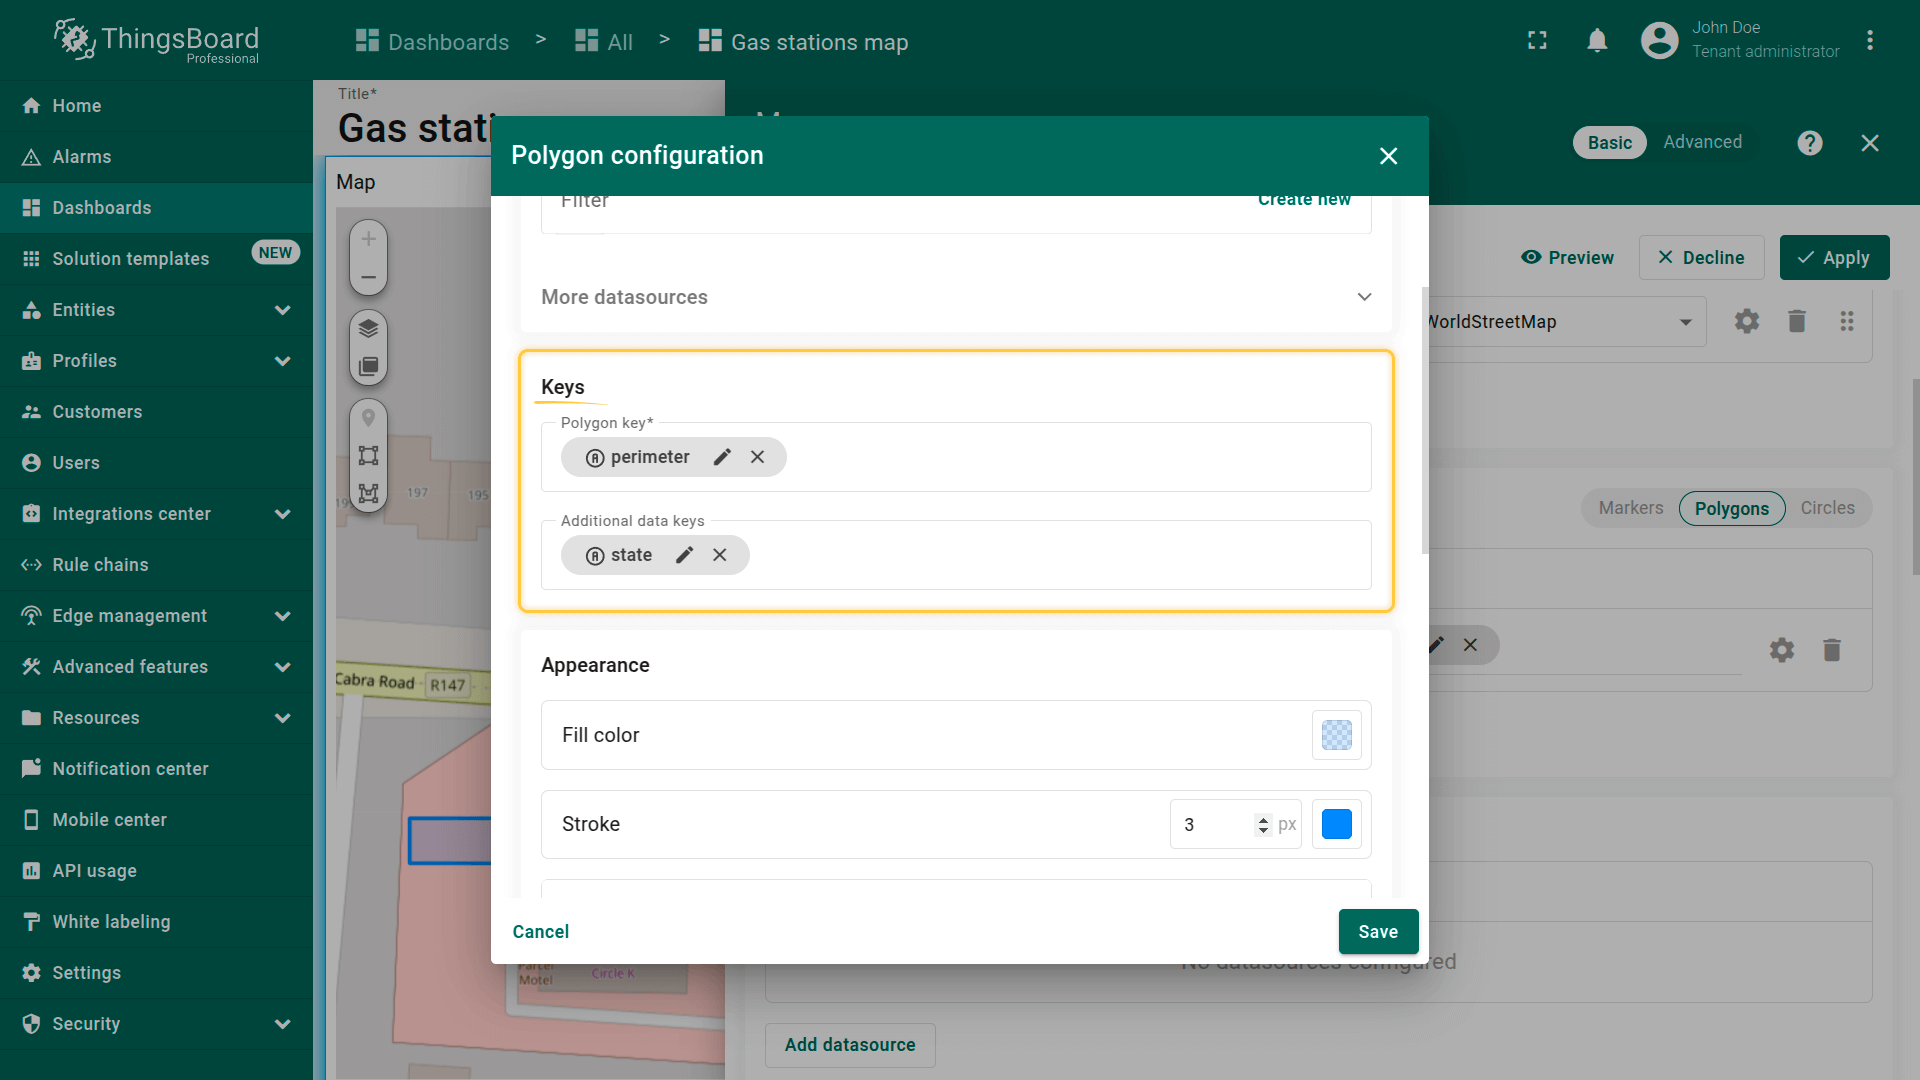 ThingsBoard
Professional
Dashboards > All > Gas stations map
John Doe
Tenant administrator
Home
Alarms
Dashboards
Solution templates NEW
Entities
Profiles
Customers
Users
Integrations center
Rule chains
Edge management
Advanced features
Resources
Notification center
Mobile center
API usage
White labeling
Settings
Security
Title*
Gas stati
Map
197
195
Cabra Road
R147
Parcel
Motel
Circle K
Basic
Advanced
Preview
Decline
Apply
WorldStreetMap
Markers
Polygons
Circles
No datasources configured
Add datasource
Polygon configuration
Filter
Create new
More datasources
Keys
Polygon key*
perimeter
Additional data keys
state
Appearance
Fill color
Stroke
3
px
Cancel
Save